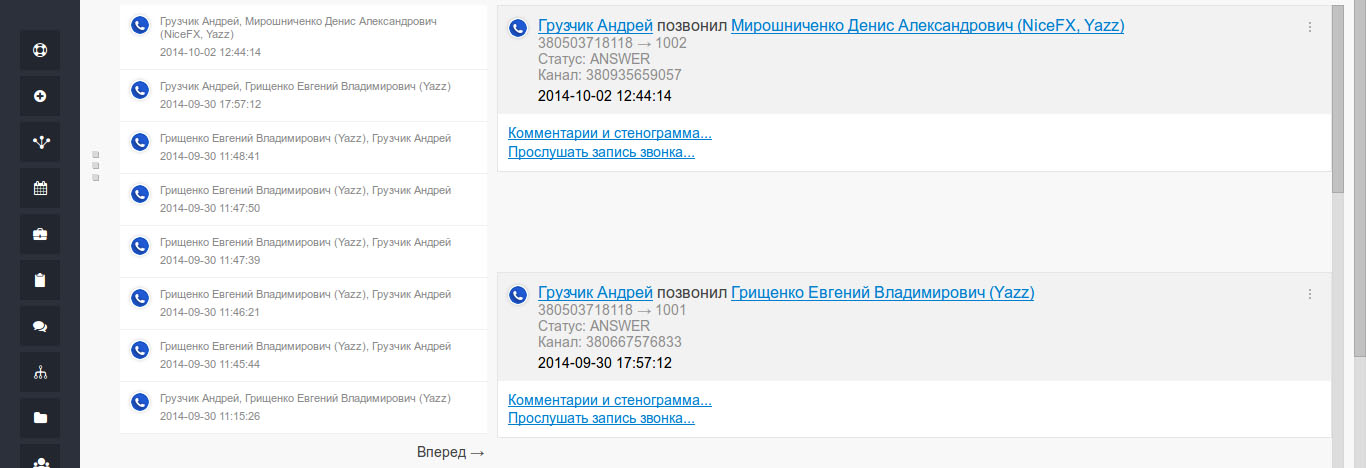 Грузчик Андрей, Мирошниченко Денис Александрович
(NiceFX, Yazz)
2014-10-02 12:44:14
Грузчик Андрей, Грищенко Евгений Владимирович (Yazz)
2014-09-30 17:57:12
Грищенко Евгений Владимирович (Yazz), Грузчик Андрей
2014-09-30 11:48:41
Грищенко Евгений Владимирович (Yazz), Грузчик Андрей
2014-09-30 11:47:50
Грищенко Евгений Владимирович (Yazz), Грузчик Андрей
2014-09-30 11:47:39
Грищенко Евгений Владимирович (Yazz), Грузчик Андрей
2014-09-30 11:46:21
Грищенко Евгений Владимирович (Yazz), Грузчик Андрей
2014-09-30 11:45:44
Грузчик Андрей, Грищенко Евгений Владимирович (Yazz)
2014-09-30 11:15:26
Вперед →
Грузчик Андрей позвонил Мирошниченко Денис Александрович (NiceFX, Yazz)
380503718118 → 1002
Статус: ANSWER
Канал: 380935659057
2014-10-02 12:44:14
Комментарии и стенограмма...
Прослушать запись звонка...
Грузчик Андрей позвонил Грищенко Евгений Владимирович (Yazz)
380503718118 → 1001
Статус: ANSWER
Канал: 380667576833
2014-09-30 17:57:12
Комментарии и стенограмма...
Прослушать запись звонка...